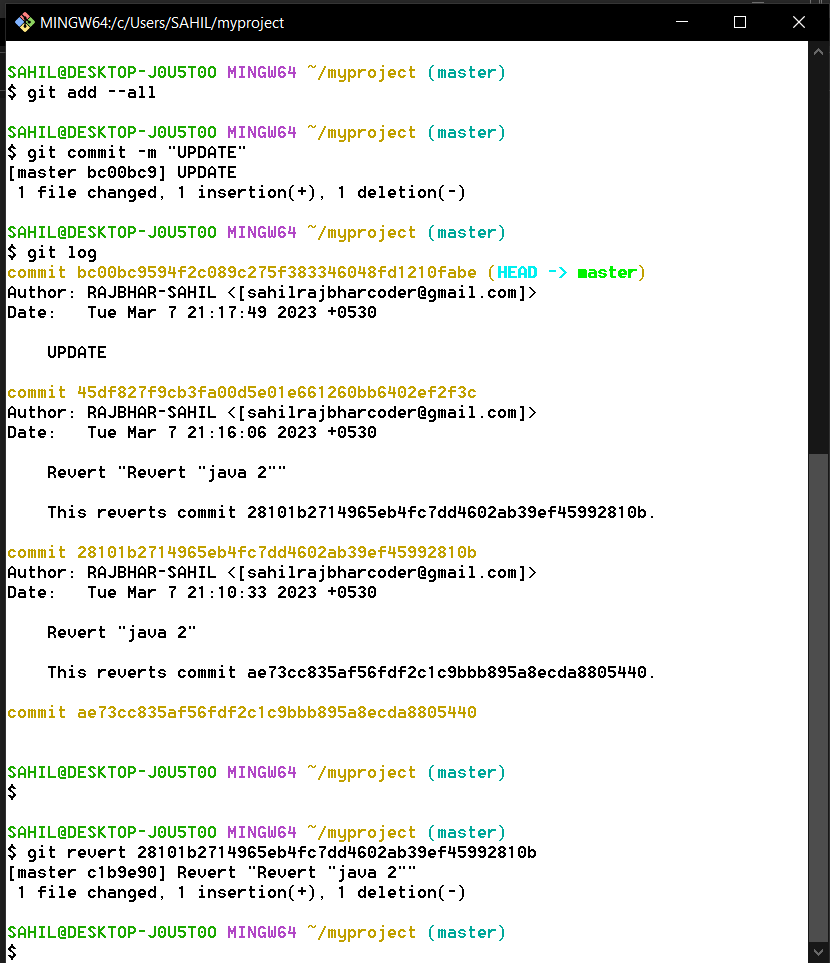 MINGW64:/c/Users/SAHIL/myproject
SAHIL@DESKTOP-J0U5T0O MINGW64 ~/myproject (master)
$ git add --all
SAHIL@DESKTOP-J0U5T0O MINGW64 ~/myproject (master)
$ git commit -m "UPDATE"
[master bc00bc9] UPDATE
 1 file changed, 1 insertion(+), 1 deletion(-)
SAHIL@DESKTOP-J0U5T0O MINGW64 ~/myproject (master)
$ git log
commit bc00bc9594f2c089c275f383346048fd1210fabe (HEAD -> master)
Author: RAJBHAR-SAHIL <[sahilrajbharcoder@gmail.com]>
Date:   Tue Mar 7 21:17:49 2023 +0530
    UPDATE
commit 45df827f9cb3fa00d5e01e661260bb6402ef2f3c
Author: RAJBHAR-SAHIL <[sahilrajbharcoder@gmail.com]>
Date:   Tue Mar 7 21:16:06 2023 +0530
    Revert "Revert "java 2""
    This reverts commit 28101b2714965eb4fc7dd4602ab39ef45992810b.
commit 28101b2714965eb4fc7dd4602ab39ef45992810b
Author: RAJBHAR-SAHIL <[sahilrajbharcoder@gmail.com]>
Date:   Tue Mar 7 21:10:33 2023 +0530
    Revert "java 2"
    This reverts commit ae73cc835af56fdf2c1c9bbb895a8ecda8805440.
commit ae73cc835af56fdf2c1c9bbb895a8ecda8805440
SAHIL@DESKTOP-J0U5T0O MINGW64 ~/myproject (master)
$
SAHIL@DESKTOP-J0U5T0O MINGW64 ~/myproject (master)
$ git revert 28101b2714965eb4fc7dd4602ab39ef45992810b
[master c1b9e90] Revert "Revert "java 2""
 1 file changed, 1 insertion(+), 1 deletion(-)
SAHIL@DESKTOP-J0U5T0O MINGW64 ~/myproject (master)
$